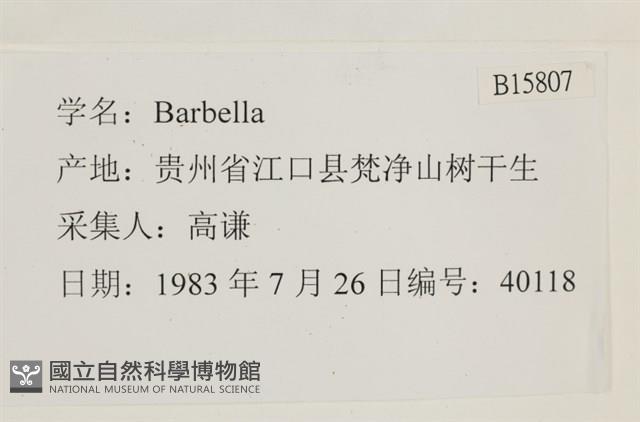 B15807
学名：Barbella
产地：贵州省江口县梵净山树干生
采集人：高谦
日期：1983 年 7 月 26 日编号：40118
國立自然科學博物館
NATIONAL MUSEUM OF NATURAL SCIENCE